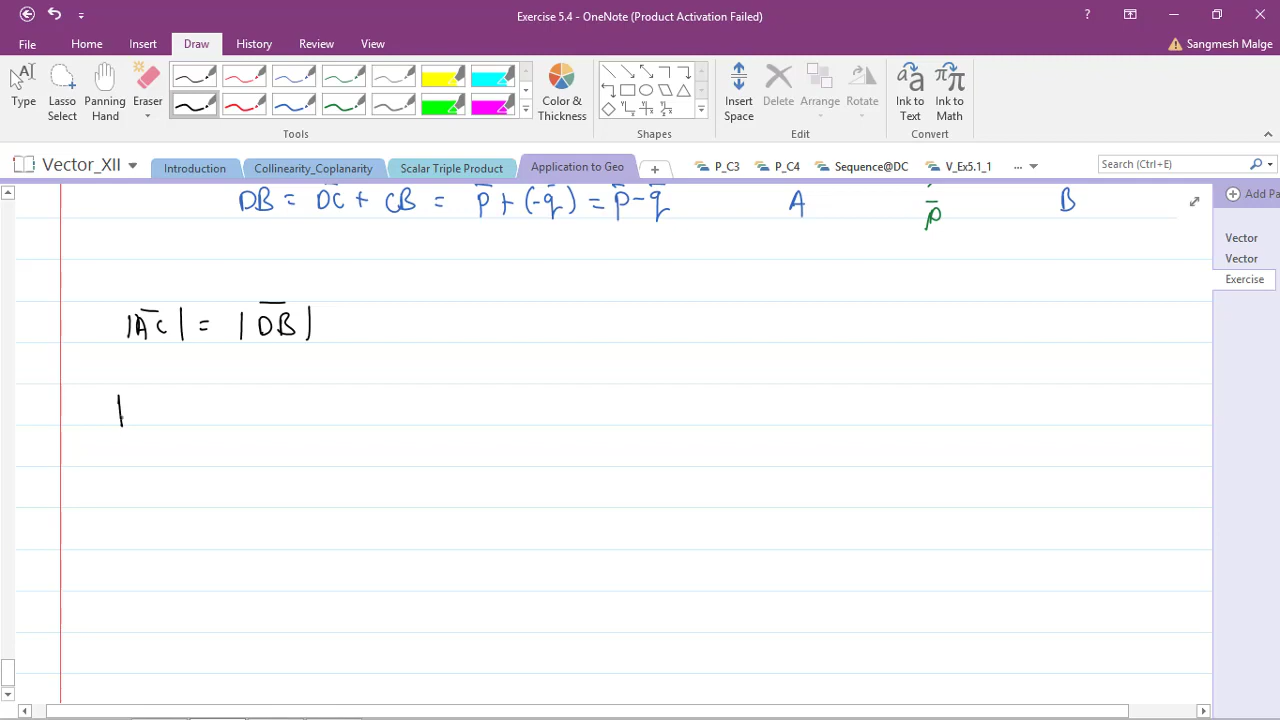 Exercise 5.4 - OneNote (Product Activation Failed)
File Home Insert Draw History Review View Sangmesh Malge
Type Lasso Select Panning Hand Eraser Color & Thickness Insert Space Delete Arrange Rotate Ink to Text Ink to Math
Tools Shapes Edit Convert
Vector_XII Introduction Collinearity_Coplanarity Scalar Triple Product Application to Geo P_C3 P_C4 Sequence@DC V_Ex5.1_1 ... Search (Ctrl+E)
Add Pa
Vector
Vector
Exercise
DB = D̅C̅ + CB = p̅ + (-q̅) = p̅ - q̅
A p̅ B
|A̅C̅| = |D̅B̅|
|